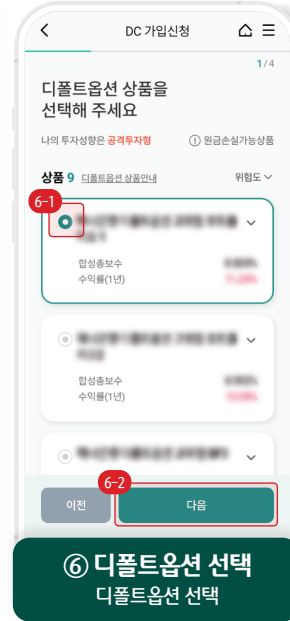 DC 가입신청
1/4
디폴트옵션 상품을
선택해 주세요
나의 투자성향은 공격투자형 ! 원금손실가능상품
상품 9 디폴트옵션 상품안내 위험도
6-1
합성총보수
수익률(1년)
합성총보수
수익률(1년)
6-2
이전 다음
⑥ 디폴트옵션 선택
디폴트옵션 선택